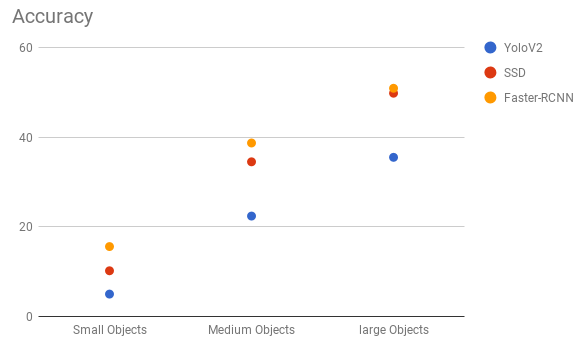 Accuracy
60
40
20
0
Small Objects
Medium Objects
large Objects
YoloV2
SSD
Faster-RCNN